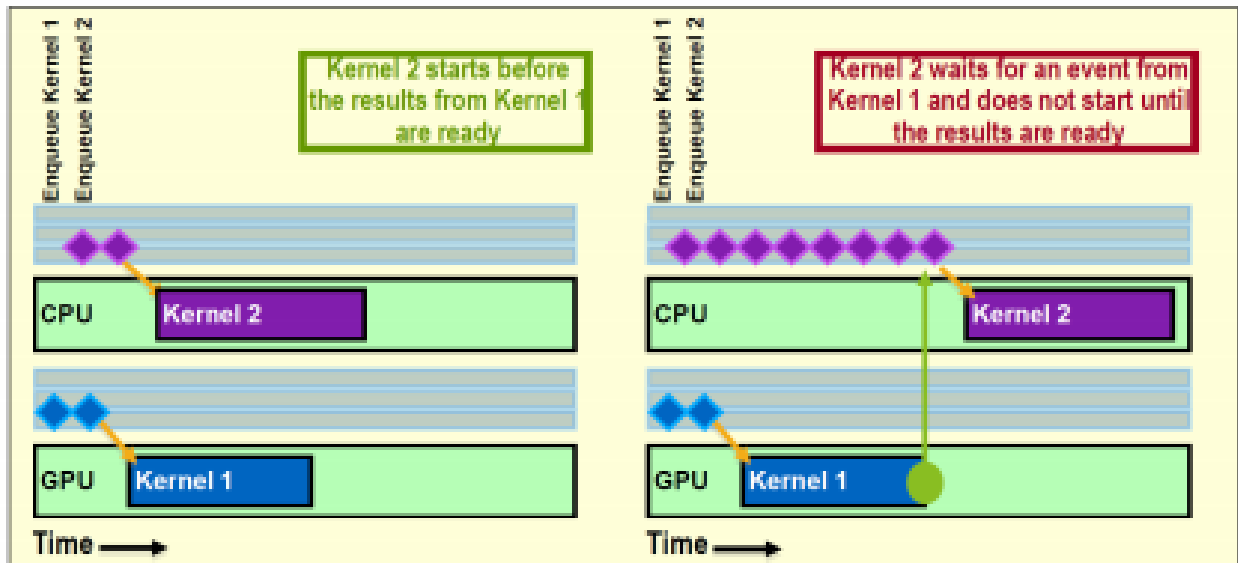 Enqueue Kernel 1
Enqueue Kernel 2
Kernel 2 starts before
the results from Kernel 1
are ready
CPU
Kernel 2
GPU
Kernel 1
Time
Enqueue Kernel 1
Enqueue Kernel 2
Kernel 2 waits for an event from
Kernel 1 and does not start until
the results are ready
CPU
Kernel 2
GPU
Kernel 1
Time